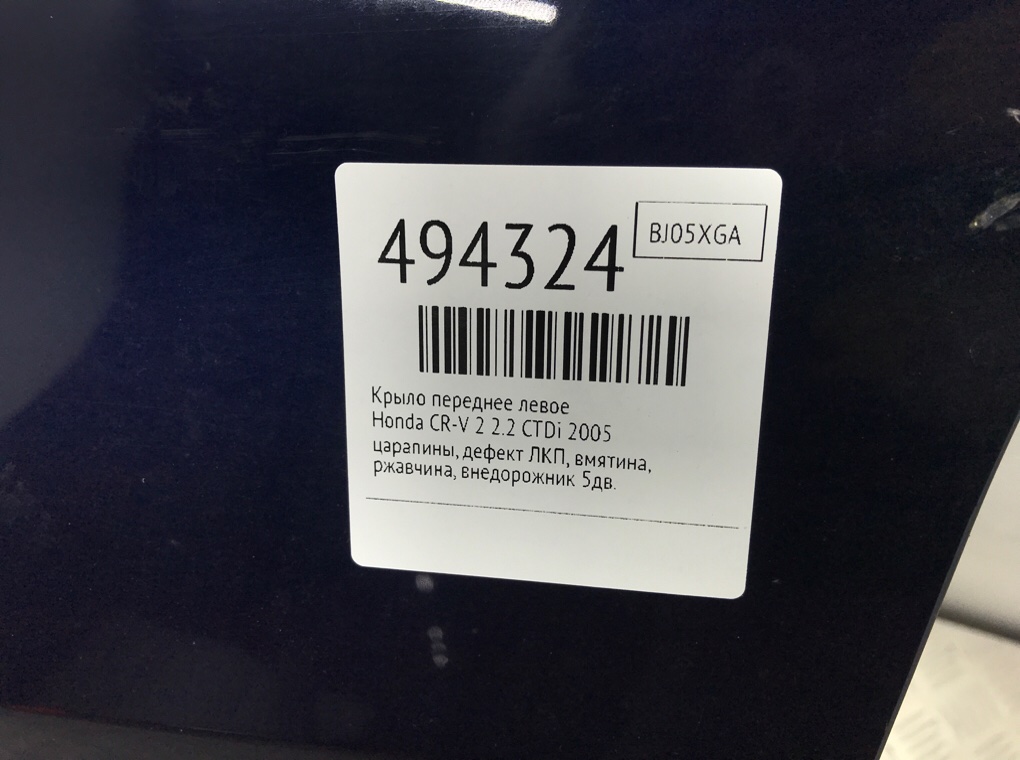 494324
BJ05XGA
Крыло переднее левое
Honda CR-V 2 2.2 CTDi 2005
царапины, дефект ЛКП, вмятина,
ржавчина, внедорожник 5дв.